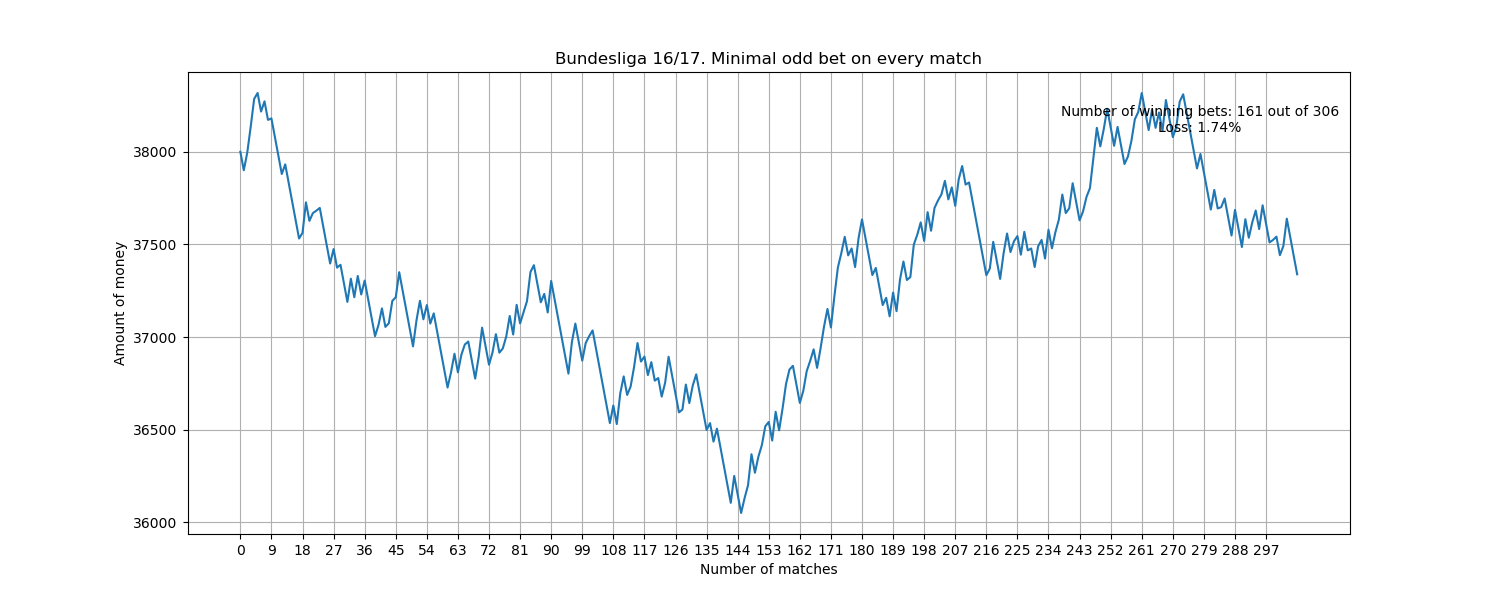 Bundesliga 16/17. Minimal odd bet on every match
Number of winning bets: 161 out of 306
Loss: 1.74%
Amount of money
38000
37500
37000
36500
36000
0 9 18 27 36 45 54 63 72 81 90 99 108 117 126 135 144 153 162 171 180 189 198 207 216 225 234 243 252 261 270 279 288 297
Number of matches